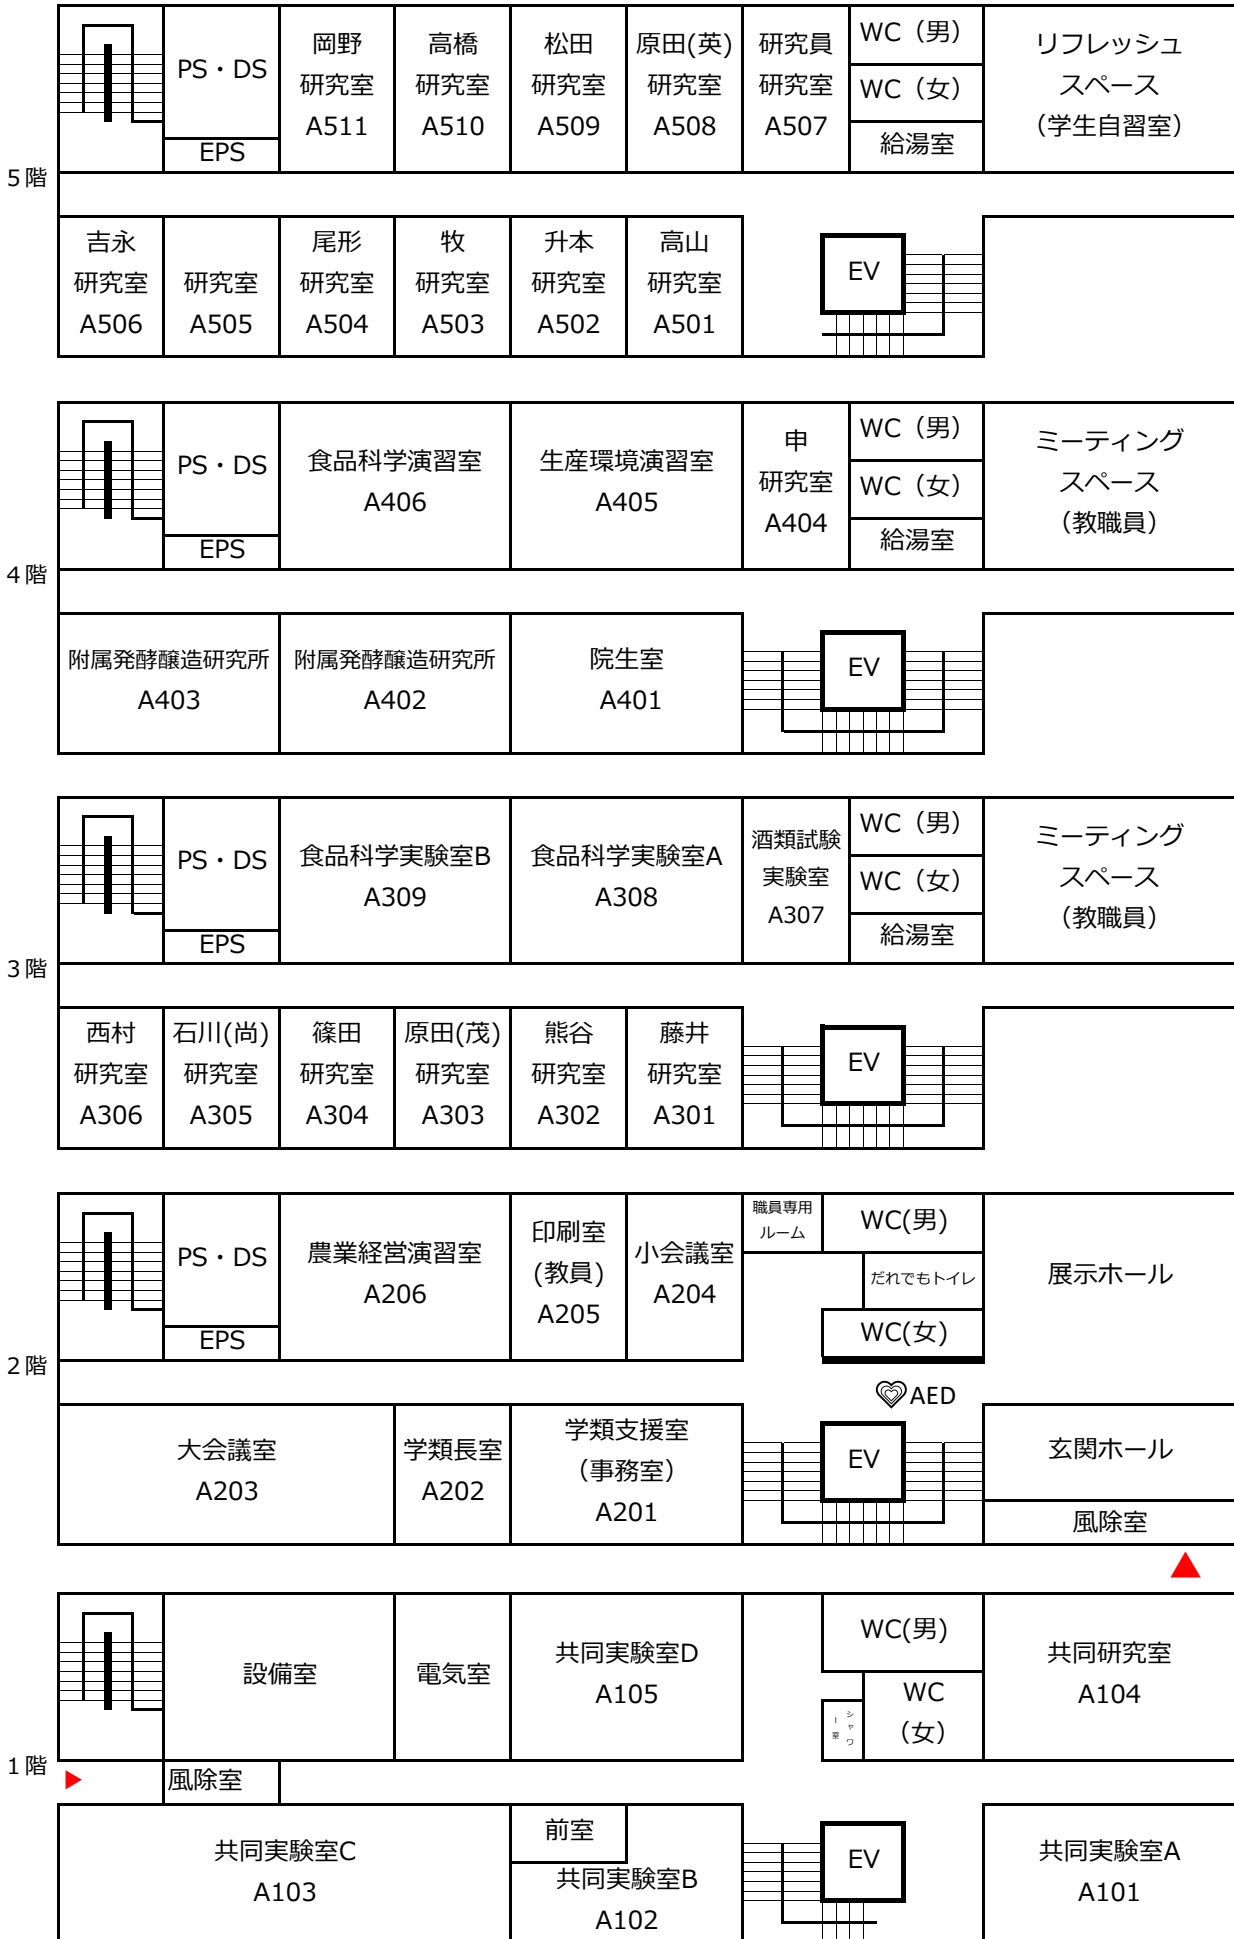 5階
PS・DS
EPS
岡野
研究室
A511
高橋
研究室
A510
松田
研究室
A509
原田(英)
研究室
A508
研究員
研究室
A507
WC（男）
WC（女）
給湯室
リフレッシュ
スペース
（学生自習室）
吉永
研究室
A506
研究室
A505
尾形
研究室
A504
牧
研究室
A503
升本
研究室
A502
高山
研究室
A501
EV
4階
PS・DS
EPS
食品科学演習室
A406
生産環境演習室
A405
申
研究室
A404
WC（男）
WC（女）
給湯室
ミーティング
スペース
（教職員）
附属発酵醸造研究所
A403
附属発酵醸造研究所
A402
院生室
A401
EV
3階
PS・DS
EPS
食品科学実験室B
A309
食品科学実験室A
A308
酒類試験
実験室
A307
WC（男）
WC（女）
給湯室
ミーティング
スペース
（教職員）
西村
研究室
A306
石川(尚)
研究室
A305
篠田
研究室
A304
原田(茂)
研究室
A303
熊谷
研究室
A302
藤井
研究室
A301
EV
2階
PS・DS
EPS
農業経営演習室
A206
印刷室
(教員)
A205
小会議室
A204
職員専用
ルーム
WC(男)
だれでもトイレ
WC(女)
展示ホール
AED
大会議室
A203
学類長室
A202
学類支援室
（事務室）
A201
EV
玄関ホール
風除室
1階
設備室
電気室
共同実験室D
A105
WC(男)
シャワー室
WC
（女）
共同研究室
A104
風除室
共同実験室C
A103
前室
共同実験室B
A102
EV
共同実験室A
A101